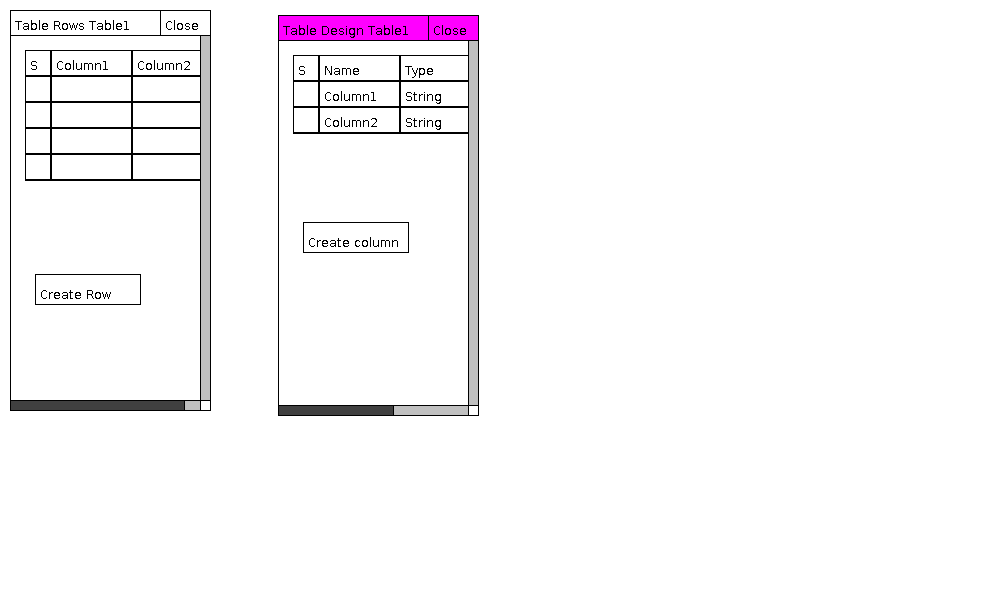 Table Rows Table1 Close
S Column1 Column2
Create Row
Table Design Table1 Close
S Name Type
Column1 String
Column2 String
Create column